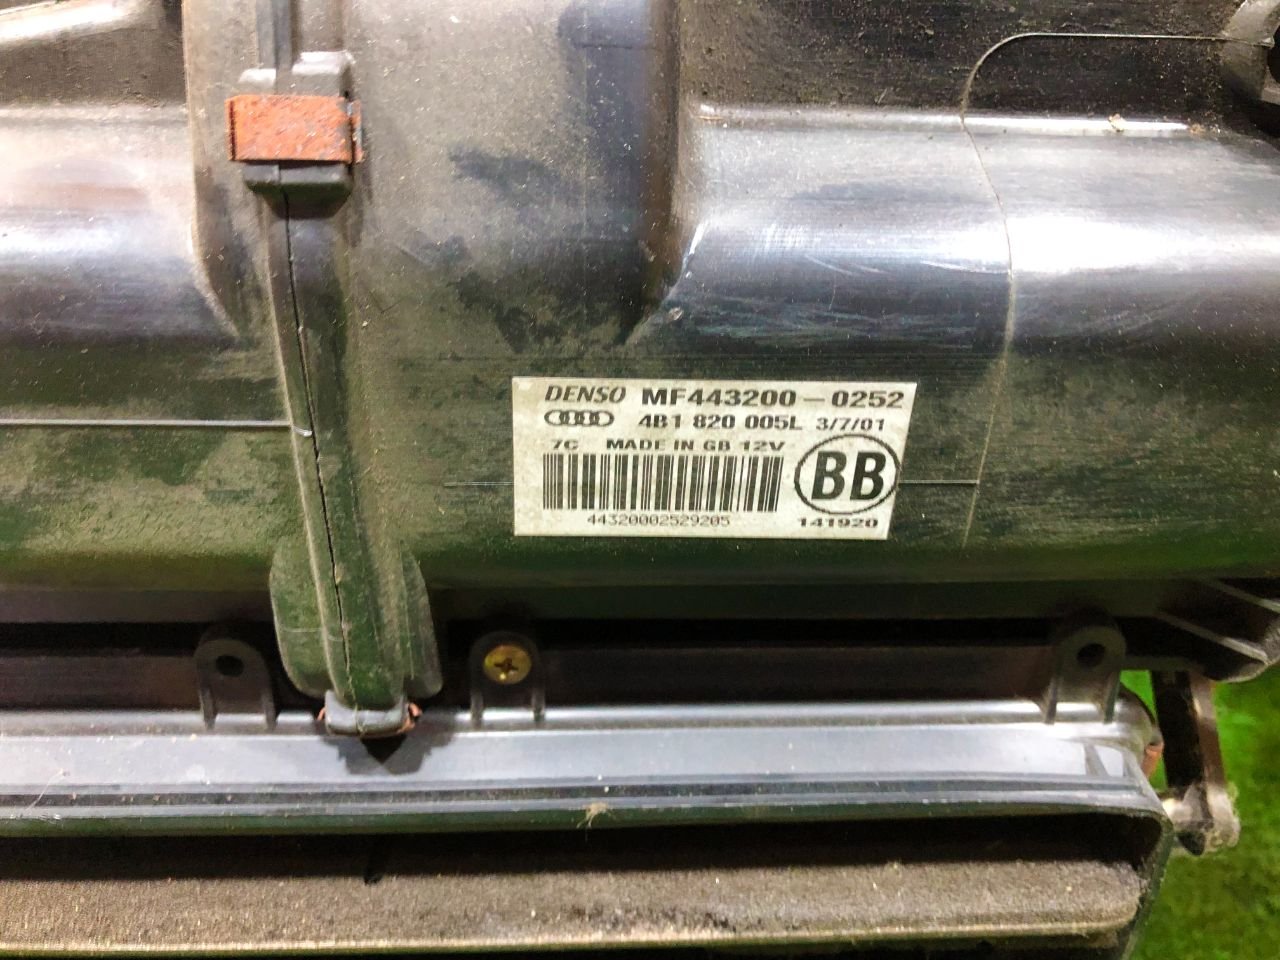 DENSO MF443200-0252
4B1 820 005L 3/7/01
7C MADE IN GB 12V
BB
44320002529205
141920